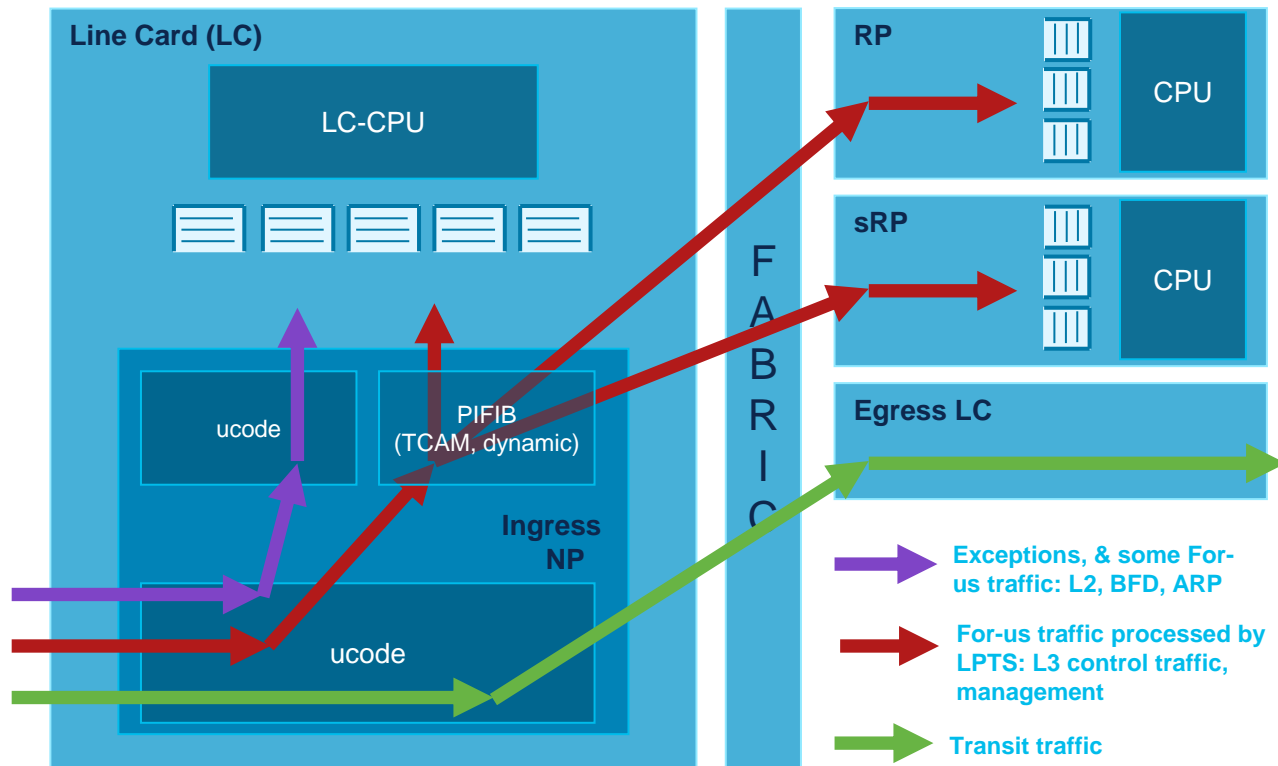 Line Card (LC)
LC-CPU
ucode
PIFIB
(TCAM, dynamic)
Ingress
NP
ucode
F
A
B
R
I
C
RP
CPU
sRP
CPU
Egress LC
Exceptions, & some For-
us traffic: L2, BFD, ARP
For-us traffic processed by
LPTS: L3 control traffic,
management
Transit traffic